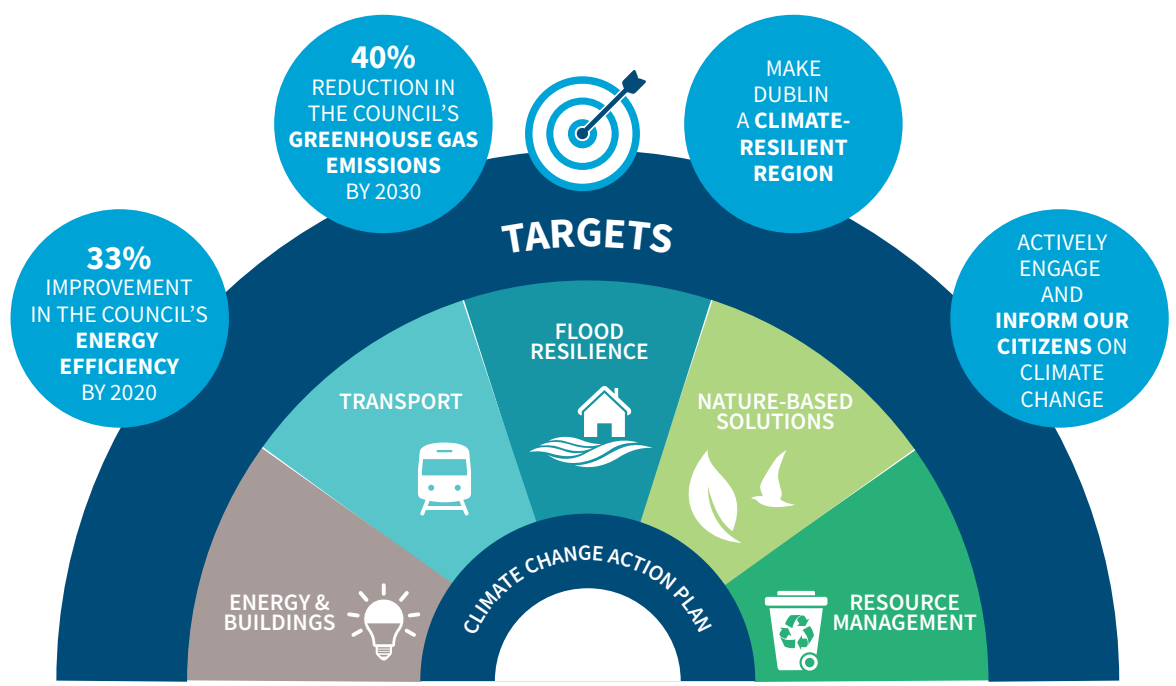 40%
REDUCTION IN
THE COUNCIL'S
GREENHOUSE GAS
EMISSIONS
BY 2030
MAKE
DUBLIN
A CLIMATE-
RESILIENT
REGION
33%
IMPROVEMENT
IN THE COUNCIL'S
ENERGY
EFFICIENCY
BY 2020
TARGETS
ACTIVELY
ENGAGE
AND
INFORM OUR
CITIZENS ON
CLIMATE
CHANGE
FLOOD
RESILIENCE
TRANSPORT
NATURE-BASED
SOLUTIONS
ENERGY &
BUILDINGS
CLIMATE CHANGE ACTION PLAN
RESOURCE
MANAGEMENT